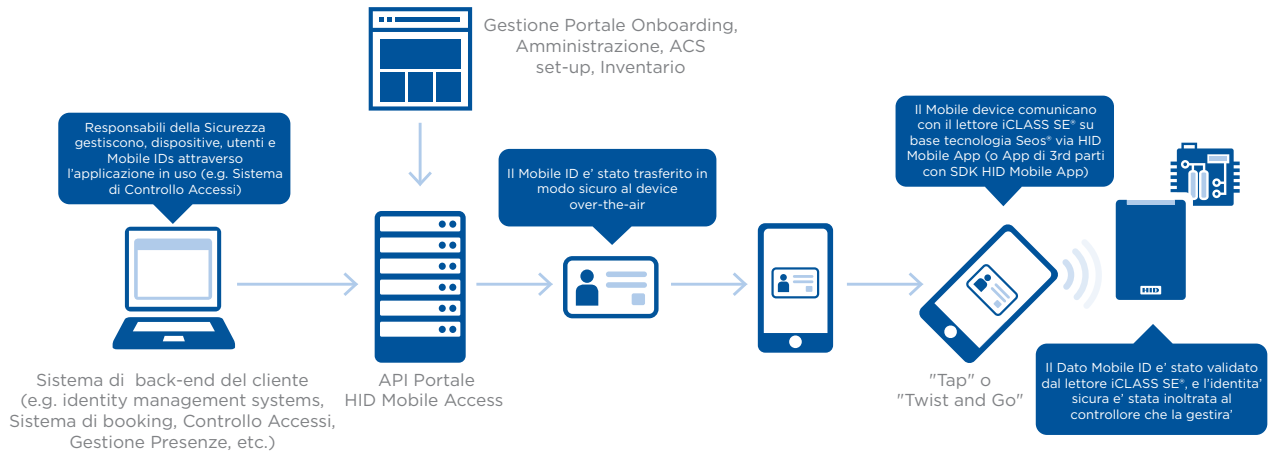 Gestione Portale Onboarding,
Amministrazione, ACS
set-up, Inventario
Responsabili della Sicurezza
gestiscono, dispositive, utenti e
Mobile IDs attraverso
l'applicazione in uso (e.g. Sistema
di Controllo Accessi)
Il Mobile ID e' stato trasferito in
modo sicuro al device
over-the-air
Il Mobile device comunicano
con il lettore iCLASS SE® su
base tecnologia Seos® via HID
Mobile App (o App di 3rd parti
con SDK HID Mobile App)
HID
Sistema di back-end del cliente
(e.g. identity management systems,
Sistema di booking, Controllo Accessi,
Gestione Presenze, etc.)
API Portale
HID Mobile Access
"Tap" o
"Twist and Go"
Il Dato Mobile ID e' stato validato
dal lettore iCLASS SE®, e l'identita'
sicura e' stata inoltrata al
controllore che la gestira'